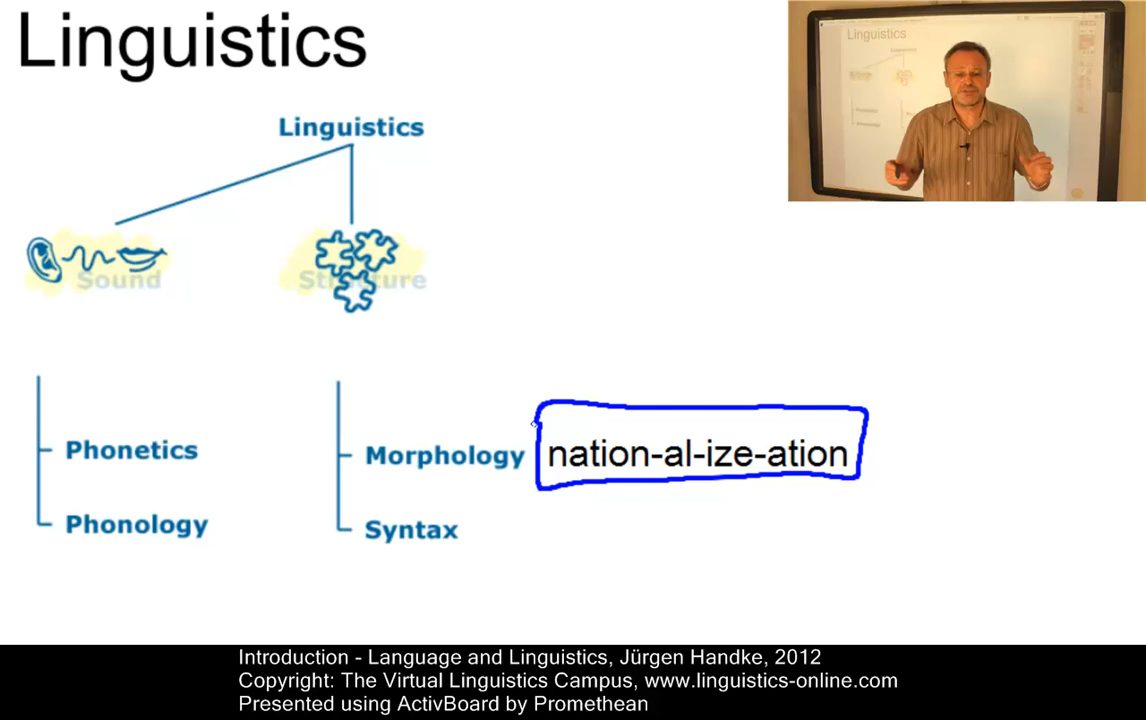 Linguistics
Linguistics
Linguistics
Sound
Structure
Phonetics
Morphology
nation-al-ize-ation
Phonology
Syntax
Introduction - Language and Linguistics, Jürgen Handke, 2012
Copyright: The Virtual Linguistics Campus, www.linguistics-online.com
Presented using ActivBoard by Promethean